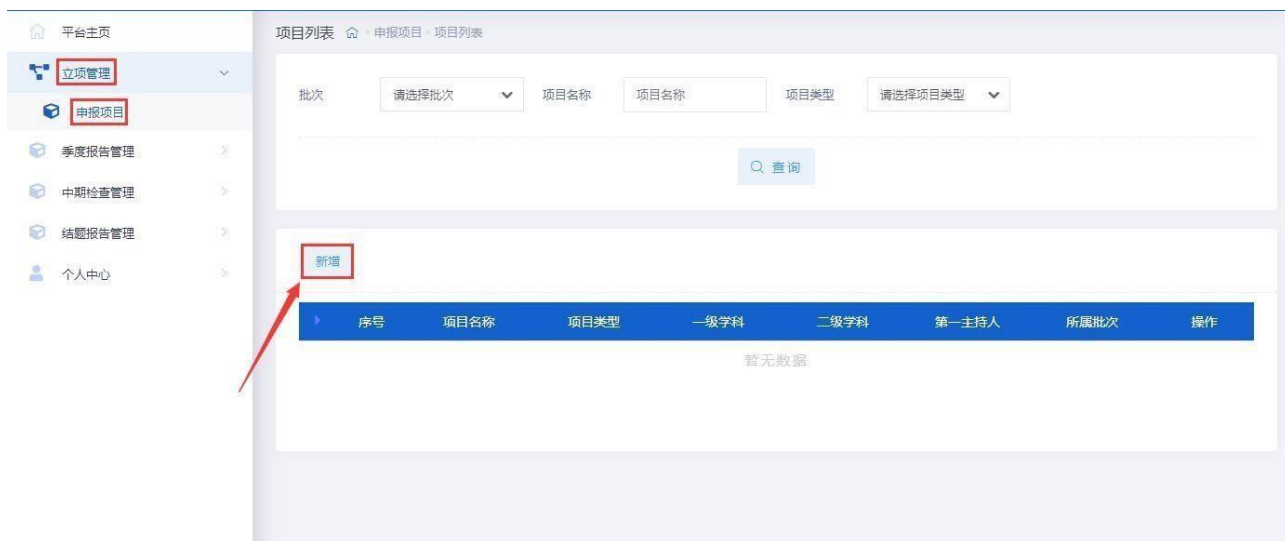 平台主页
立项管理
申报项目
季度报告管理
中期检查管理
结题报告管理
个人中心
项目列表 申报项目 项目列表
批次 请选择批次 项目名称 项目名称 项目类型 请选择项目类型
查询
新增
序号 项目名称 项目类型 一级学科 二级学科 第一主持人 所属批次 操作
暂无数据